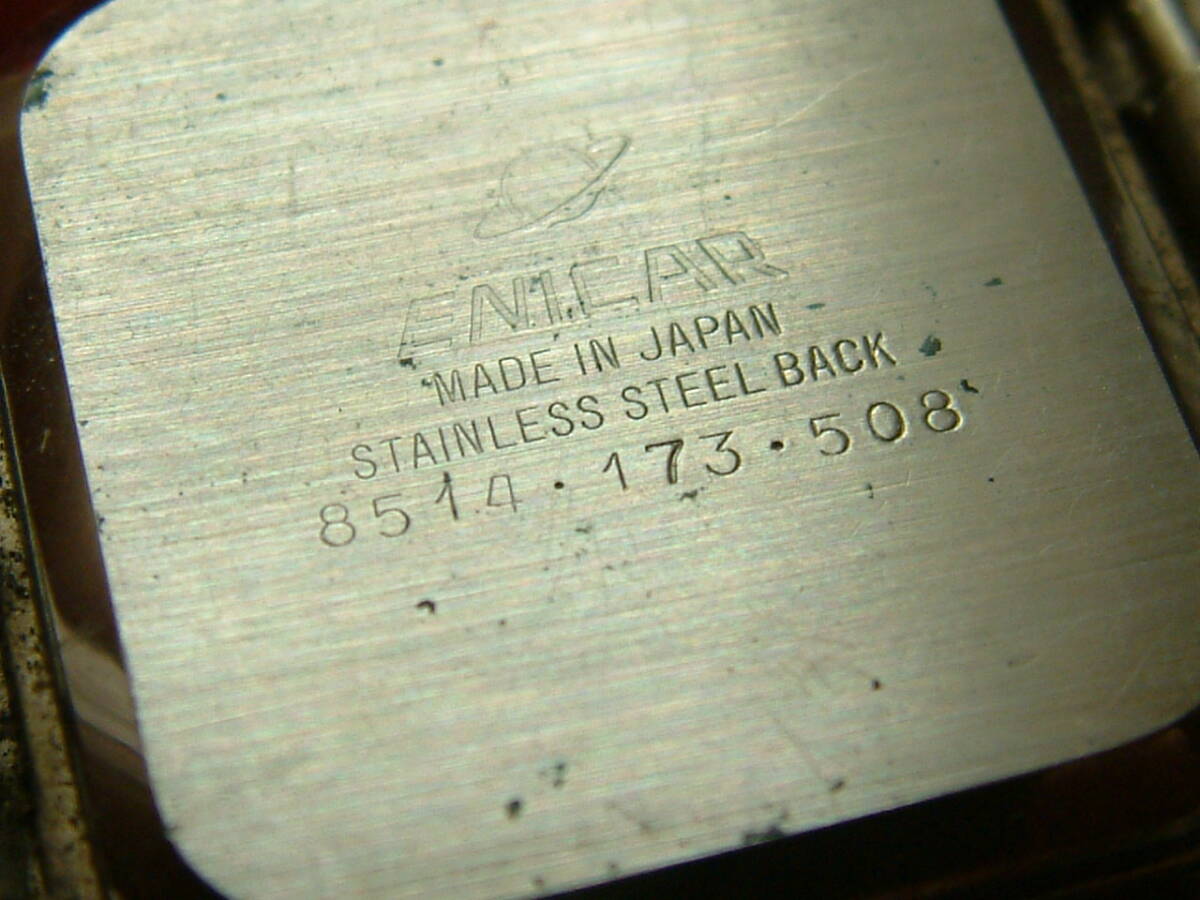 ENICAR
MADE IN JAPAN
STAINLESS STEEL BACK
8514·173·508